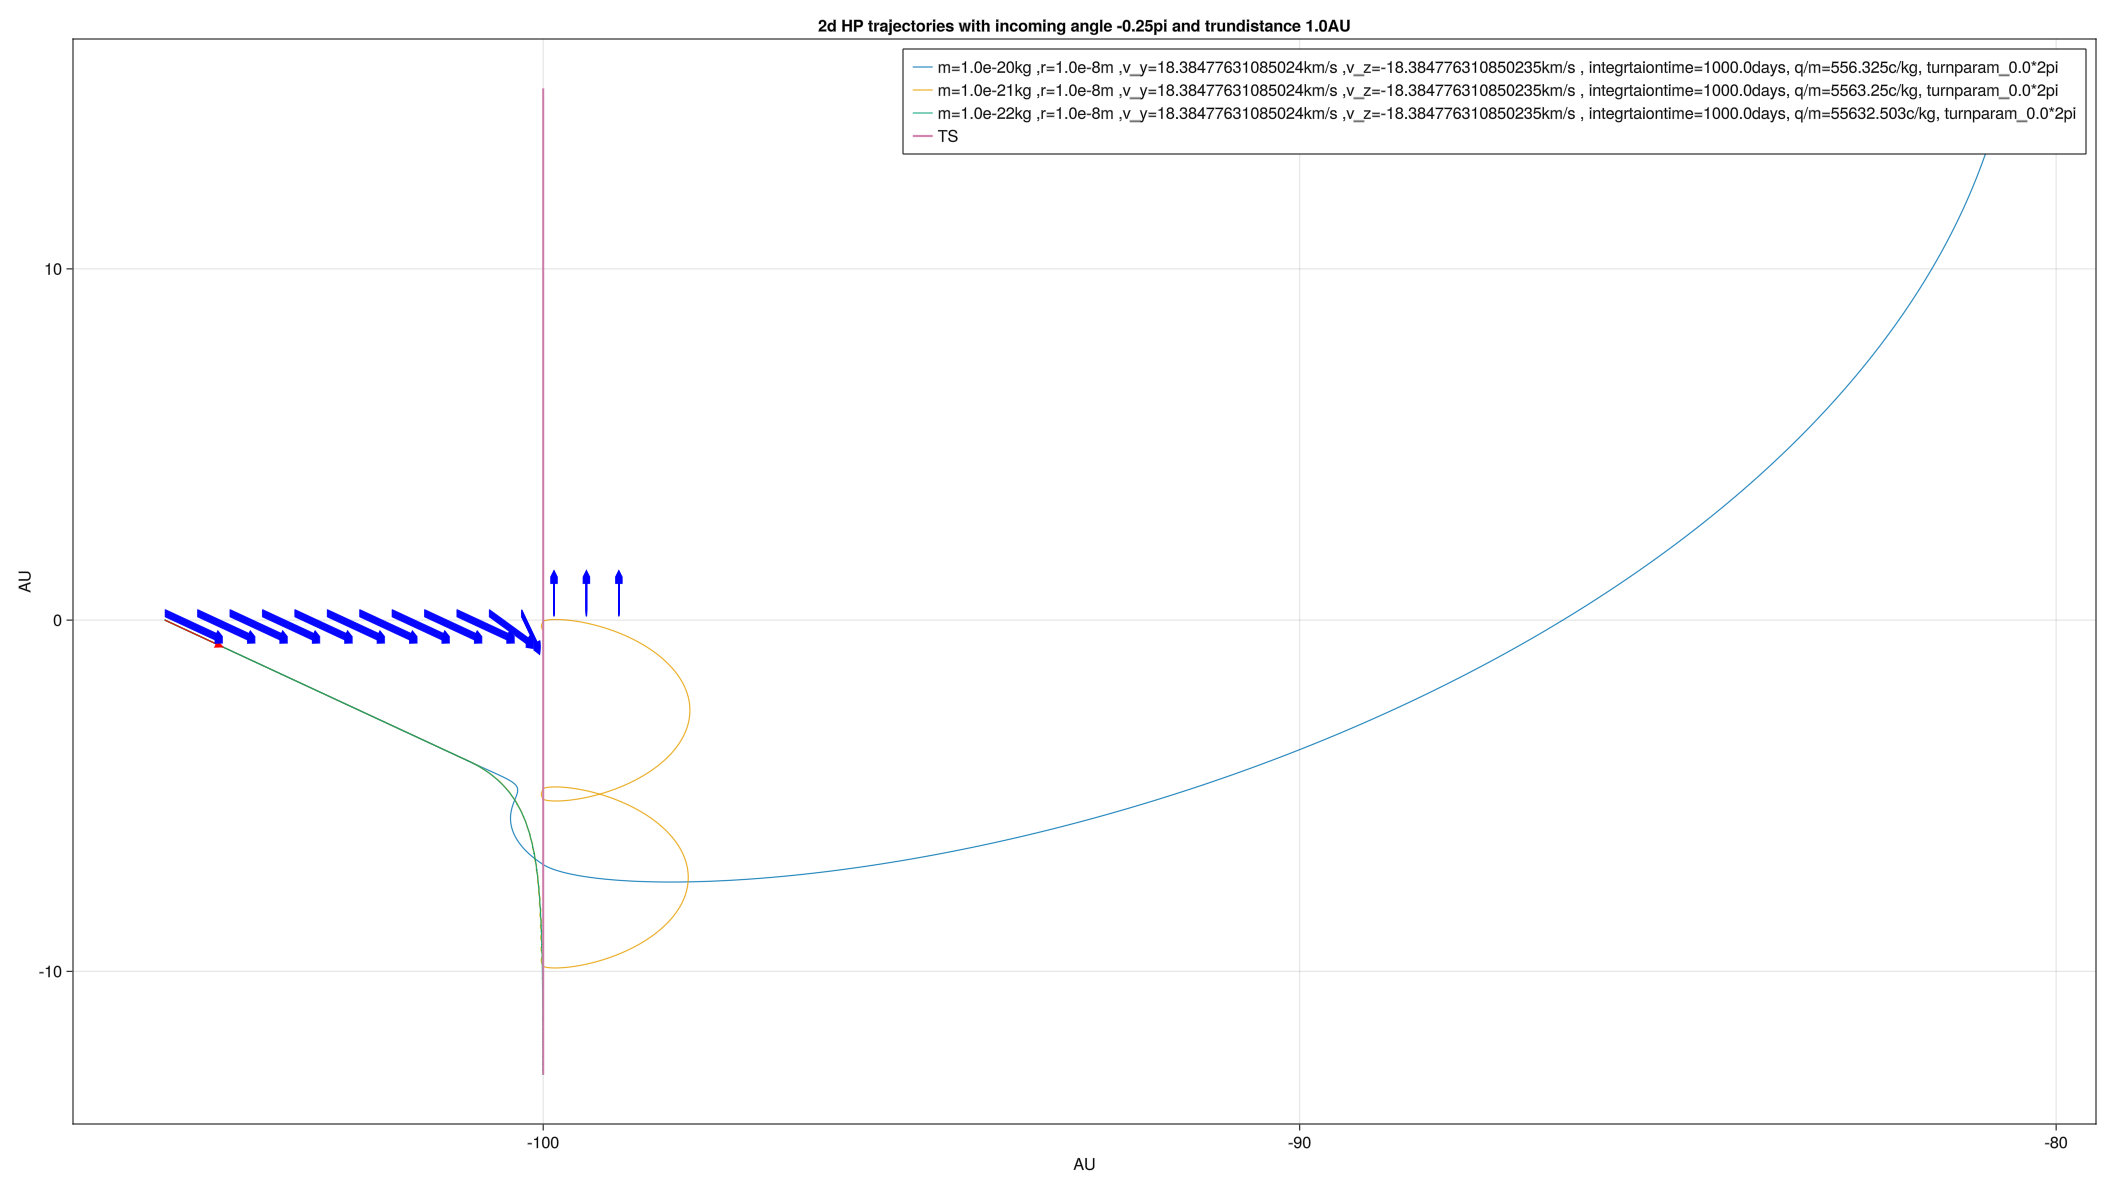 2d HP trajectories with incoming angle -0.25pi and trundistance 1.0AU
m=1.0e-20kg ,r=1.0e-8m ,v_y=18.38477631085024km/s ,v_z=-18.384776310850235km/s , integrtaiontime=1000.0days, q/m=556.325c/kg, turnparam_0.0*2pi
m=1.0e-21kg ,r=1.0e-8m ,v_y=18.38477631085024km/s ,v_z=-18.384776310850235km/s , integrtaiontime=1000.0days, q/m=5563.25c/kg, turnparam_0.0*2pi
m=1.0e-22kg ,r=1.0e-8m ,v_y=18.38477631085024km/s ,v_z=-18.384776310850235km/s , integrtaiontime=1000.0days, q/m=55632.503c/kg, turnparam_0.0*2pi
TS
10
AU
0
-10
-100
-90
-80
AU